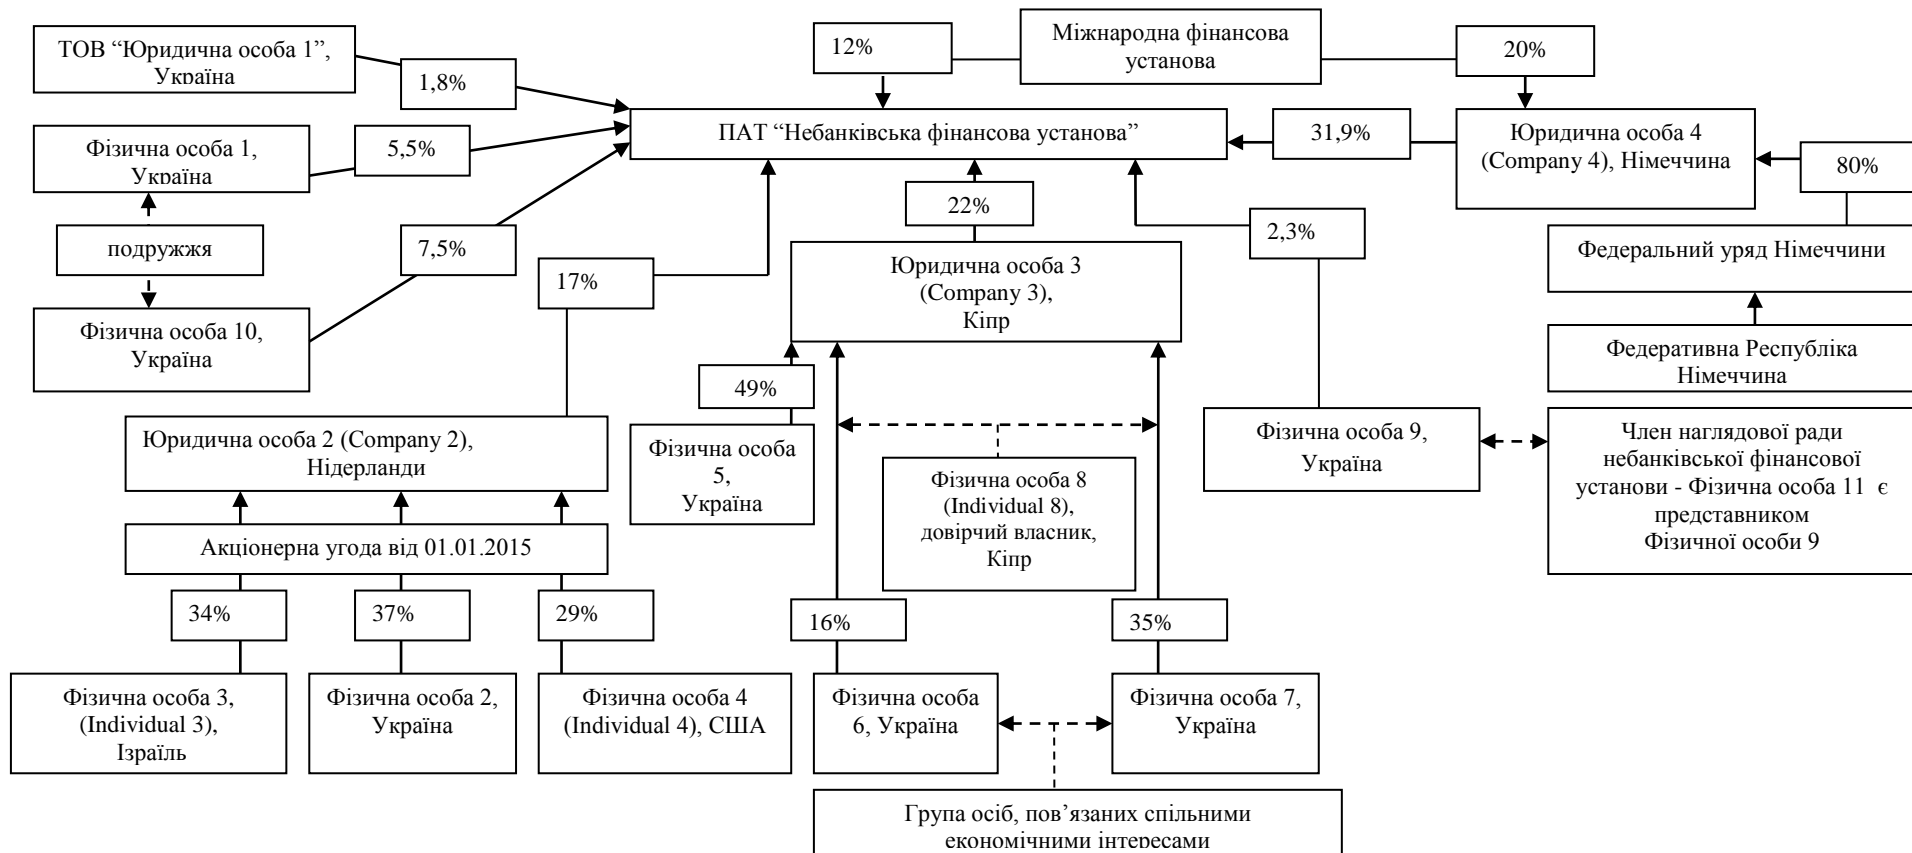 ТОВ “Юридична особа 1”,
Україна
1,8%
12%
Міжнародна фінансова
установа
20%
ПАТ “Небанківська фінансова установа”
31,9%
Юридична особа 4
(Company 4), Німеччина
80%
Фізична особа 1,
Україна
5,5%
подружжя
7,5%
Фізична особа 10,
Україна
17%
22%
2,3%
Юридична особа 3
(Company 3),
Кіпр
Федеральний уряд Німеччини
Федеративна Республіка
Німеччина
49%
Юридична особа 2 (Company 2),
Нідерланди
Фізична особа
5,
Україна
Фізична особа 8
(Individual 8),
довірчий власник,
Кіпр
Фізична особа 9,
Україна
Член наглядової ради
небанківської фінансової
установи - Фізична особа 11 є
представником
Фізичної особи 9
Акціонерна угода від 01.01.2015
34%
37%
29%
16%
35%
Фізична особа 3,
(Individual 3),
Ізраїль
Фізична особа 2,
Україна
Фізична особа 4
(Individual 4), США
Фізична особа
6, Україна
Фізична особа 7,
Україна
Група осіб, пов’язаних спільними
економічними інтересами